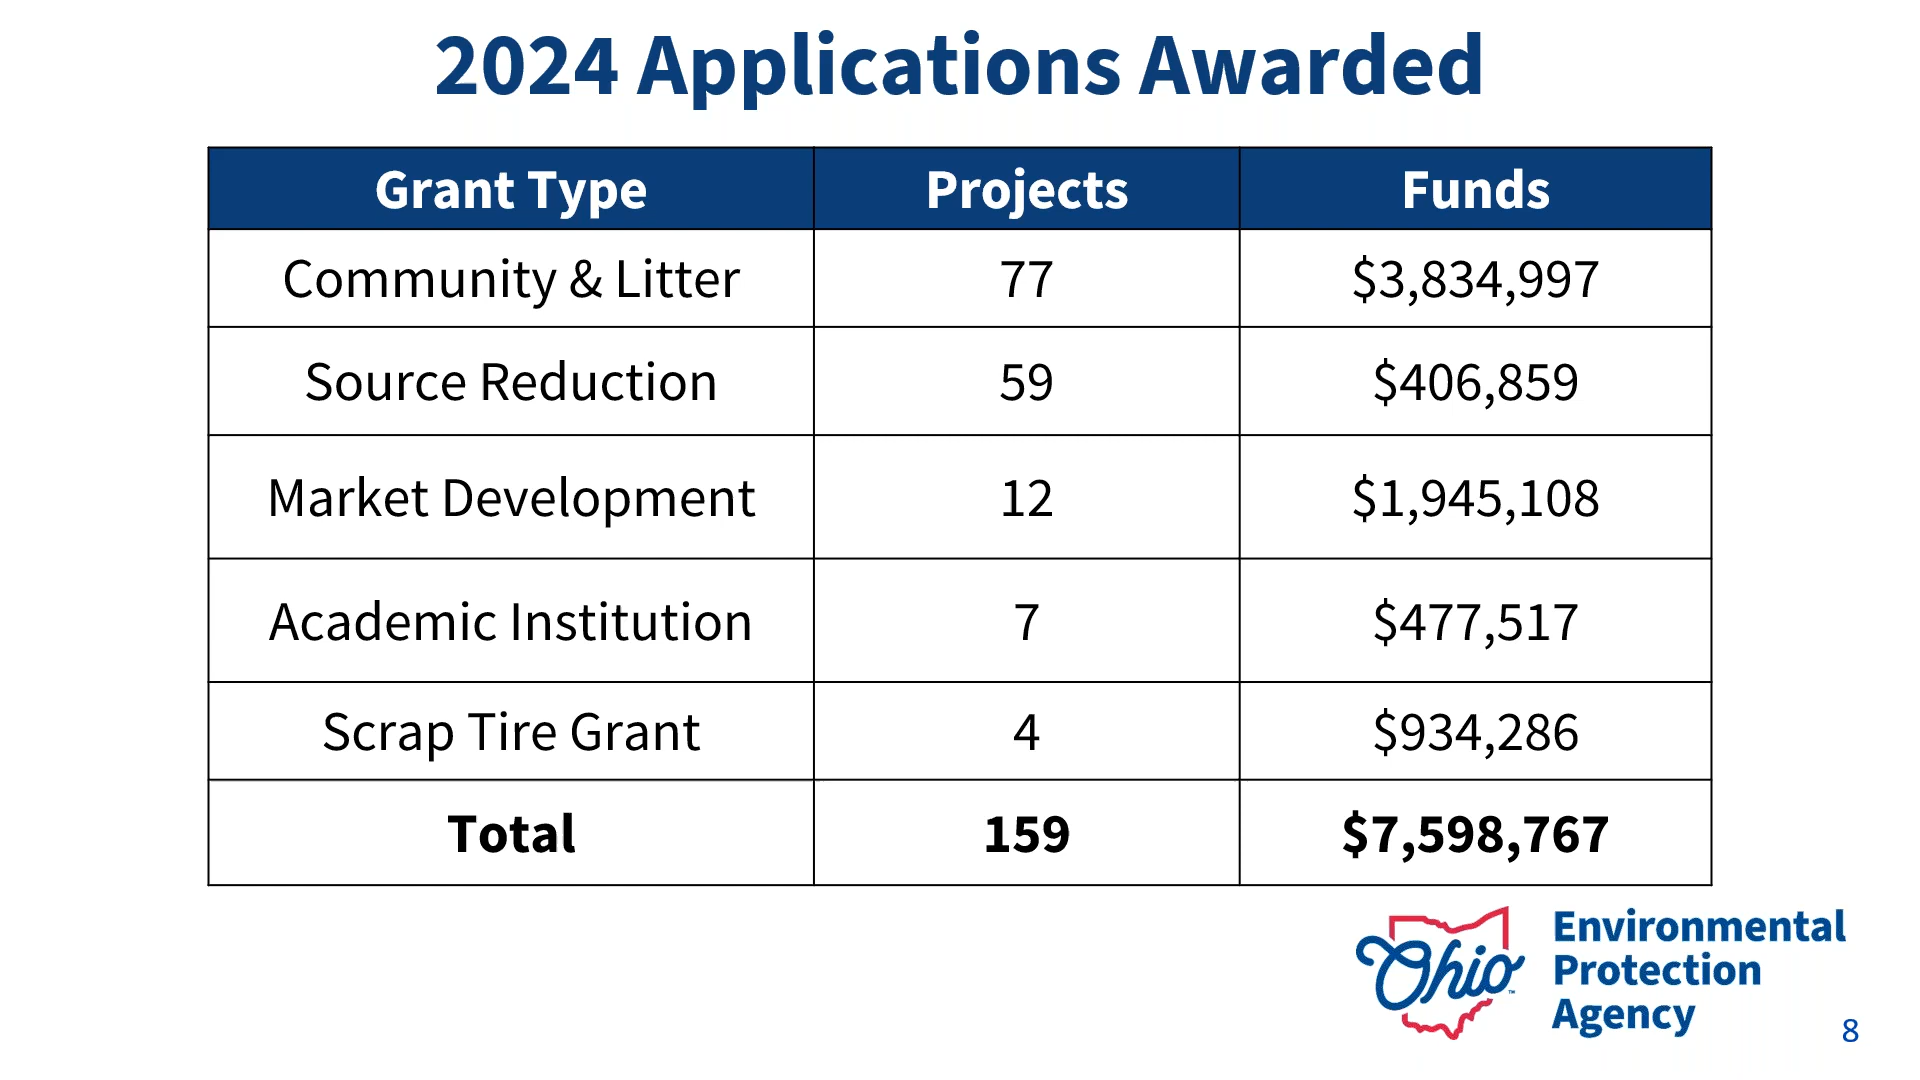 2024 Applications Awarded
Grant Type Projects Funds
Community & Litter 77 $3,834,997
Source Reduction 59 $406,859
Market Development 12 $1,945,108
Academic Institution 7 $477,517
Scrap Tire Grant 4 $934,286
Total 159 $7,598,767
Ohio™
Environmental
Protection
Agency
8